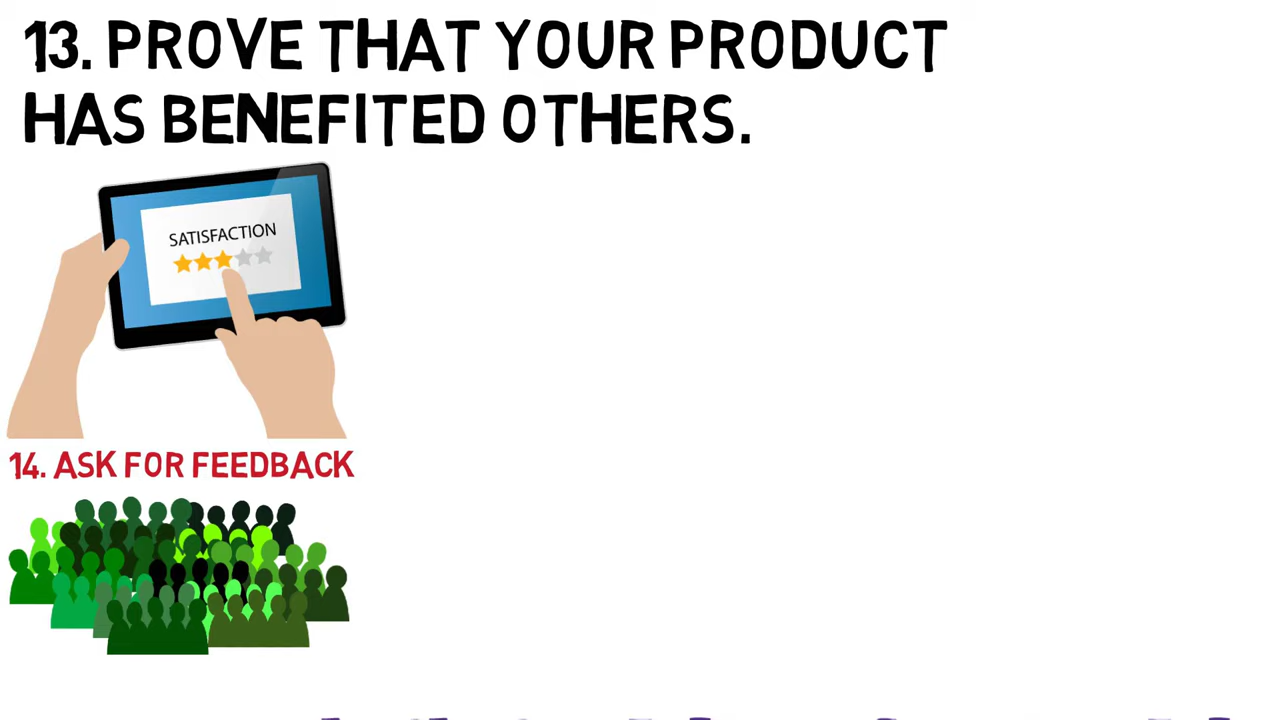 13. PROVE THAT YOUR PRODUCT
HAS BENEFITED OTHERS.
SATISFACTION
14. ASK FOR FEEDBACK